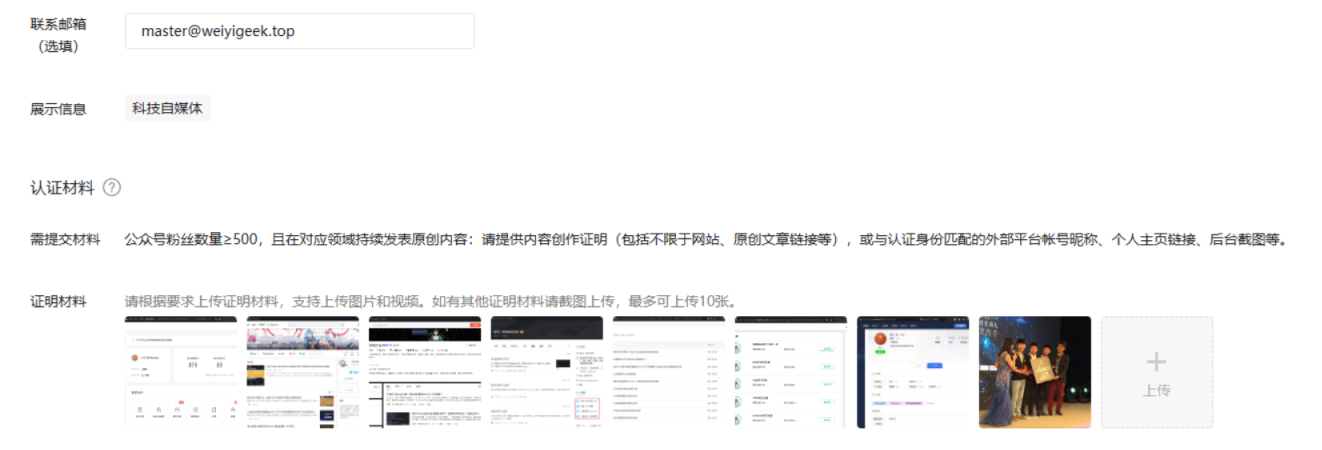 联系邮箱
（选填）
master@weiyigeek.top
展示信息
科技自媒体
认证材料 ?
需提交材料
公众号粉丝数量≥500，且在对应领域持续发表原创内容：请提供内容创作证明（包括不限于网站、原创文章链接等），或与认证身份匹配的外部平台帐号昵称、个人主页链接、后台截图等。
证明材料
请根据要求上传证明材料，支持上传图片和视频。如有其他证明材料请截图上传，最多可上传10张。
上传